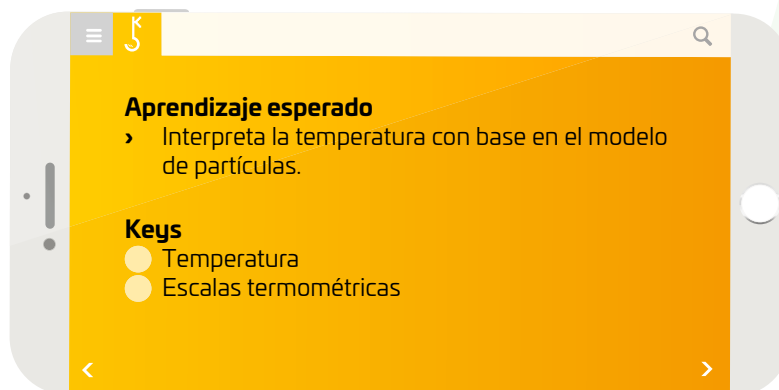 Aprendizaje esperado
› Interpreta la temperatura con base en el modelo
de partículas.
Keys
Temperatura
Escalas termométricas